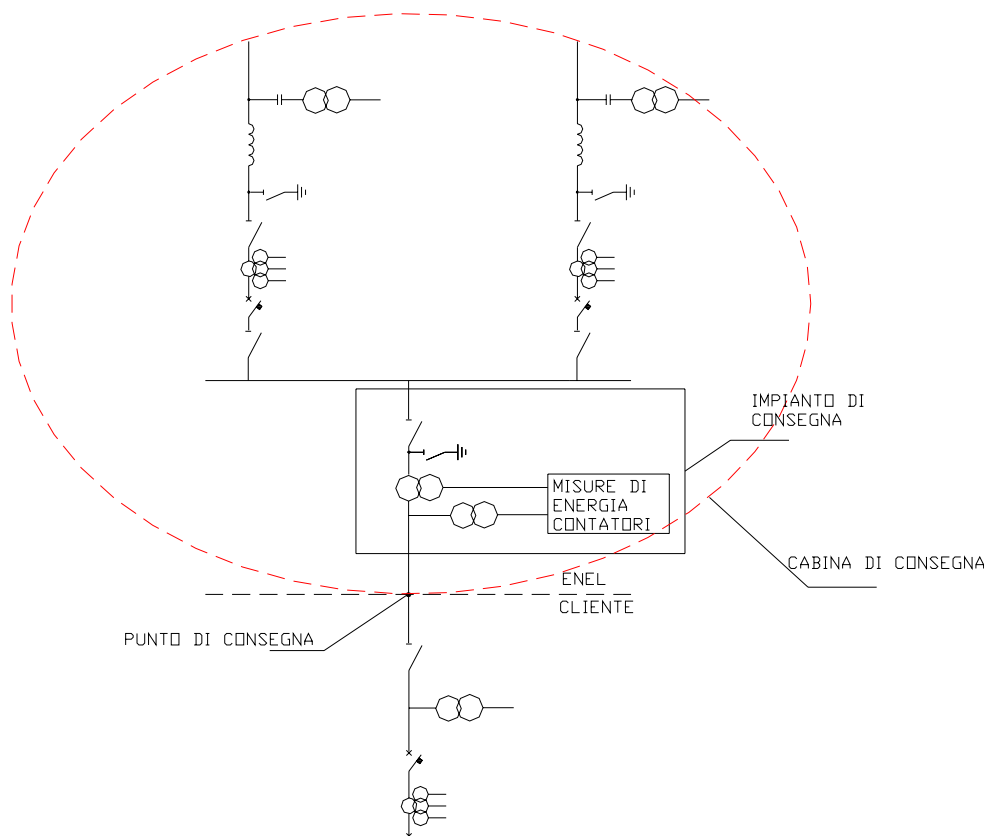 IMPIANTO DI
CONSEGNA
MISURE DI
ENERGIA
CONTATORI
CABINA DI CONSEGNA
ENEL
CLIENTE
PUNTO DI CONSEGNA